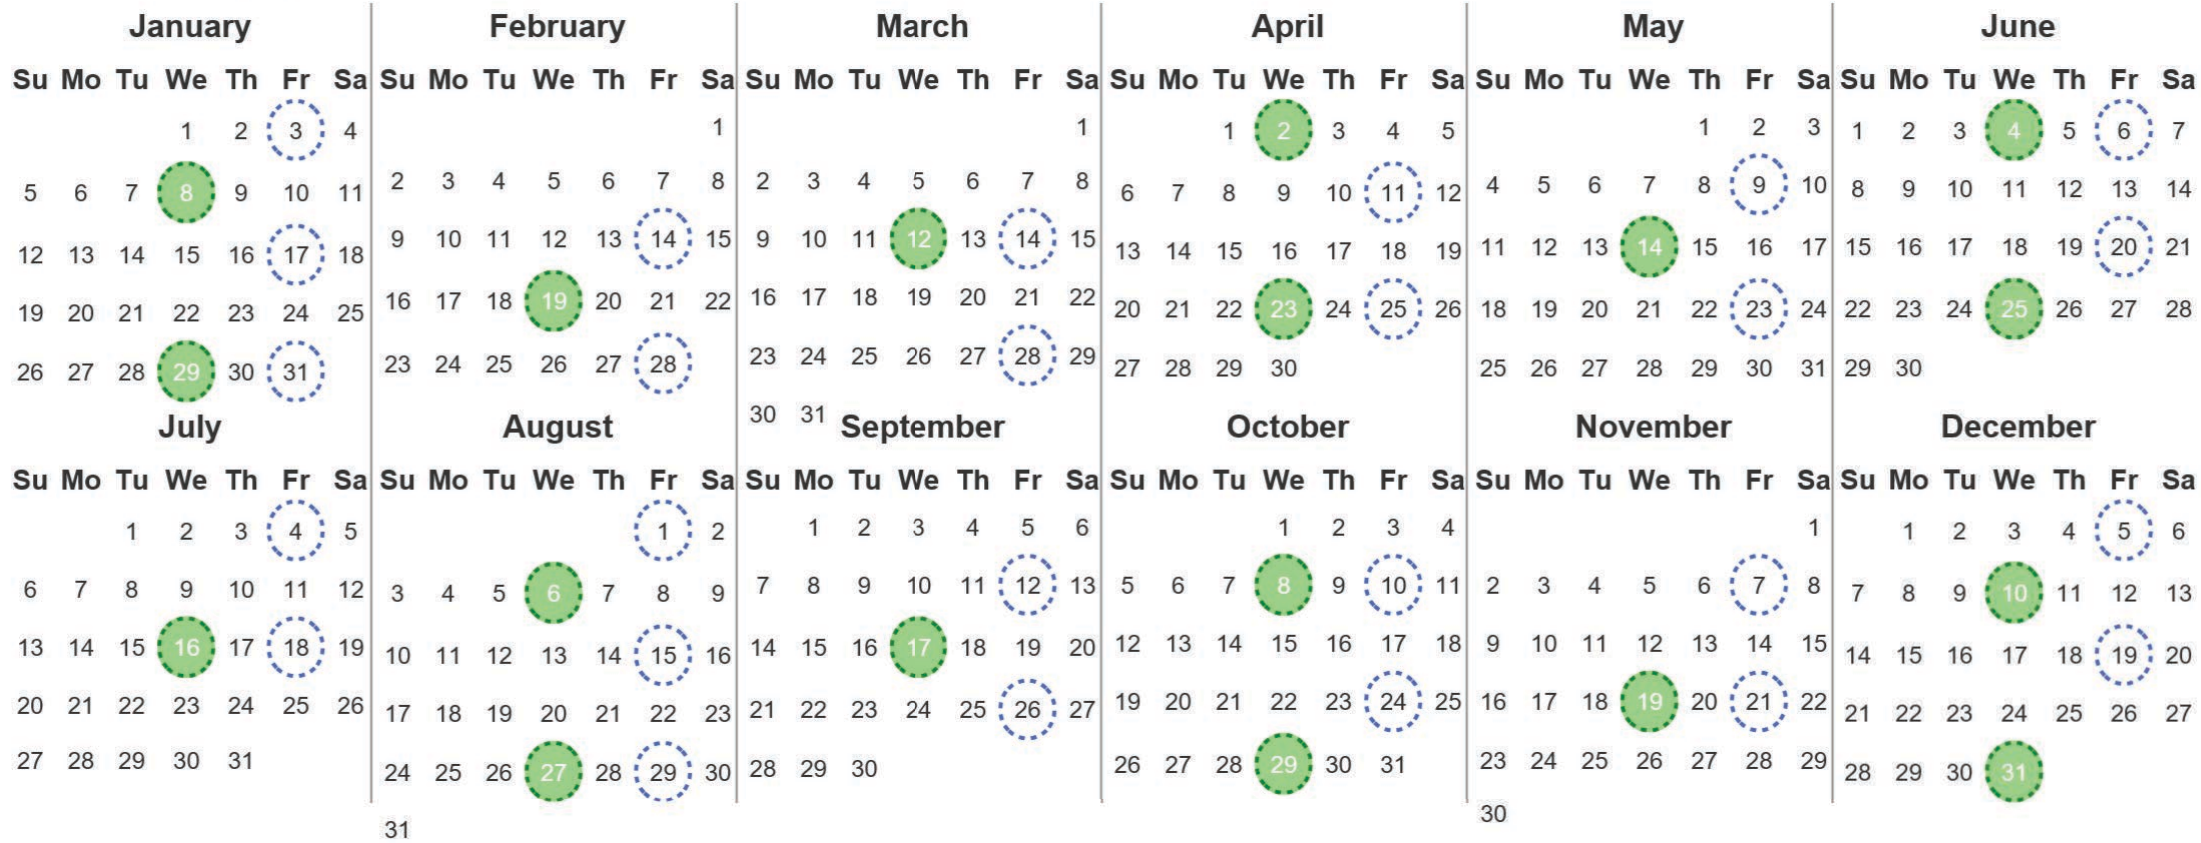 January February March April May June
Su Mo Tu We Th Fr Sa Su Mo Tu We Th Fr Sa Su Mo Tu We Th Fr Sa Su Mo Tu We Th Fr Sa Su Mo Tu We Th Fr Sa Su Mo Tu We Th Fr Sa
1 2 3 4 1 1 1 2 3 4 5 1 2 3 1 2 3 4 5 6 7
5 6 7 8 9 10 11 2 3 4 5 6 7 8 2 3 4 5 6 7 8 6 7 8 9 10 11 12 4 5 6 7 8 9 10 8 9 10 11 12 13 14
12 13 14 15 16 17 18 9 10 11 12 13 14 15 9 10 11 12 13 14 15 13 14 15 16 17 18 19 11 12 13 14 15 16 17 15 16 17 18 19 20 21
19 20 21 22 23 24 25 16 17 18 19 20 21 22 16 17 18 19 20 21 22 20 21 22 23 24 25 26 18 19 20 21 22 23 24 22 23 24 25 26 27 28
26 27 28 29 30 31 23 24 25 26 27 28 23 24 25 26 27 28 29 27 28 29 30 25 26 27 28 29 30 31 29 30
30 31
July August September October November December
Su Mo Tu We Th Fr Sa Su Mo Tu We Th Fr Sa Su Mo Tu We Th Fr Sa Su Mo Tu We Th Fr Sa Su Mo Tu We Th Fr Sa Su Mo Tu We Th Fr Sa
1 2 3 4 5 1 2 1 2 3 4 5 6 1 2 3 4 1 1 2 3 4 5 6
6 7 8 9 10 11 12 3 4 5 6 7 8 9 7 8 9 10 11 12 13 5 6 7 8 9 10 11 2 3 4 5 6 7 8 7 8 9 10 11 12 13
13 14 15 16 17 18 19 10 11 12 13 14 15 16 14 15 16 17 18 19 20 12 13 14 15 16 17 18 9 10 11 12 13 14 15 14 15 16 17 18 19 20
20 21 22 23 24 25 26 17 18 19 20 21 22 23 21 22 23 24 25 26 27 19 20 21 22 23 24 25 16 17 18 19 20 21 22 21 22 23 24 25 26 27
27 28 29 30 31 24 25 26 27 28 29 30 28 29 30 26 27 28 29 30 31 23 24 25 26 27 28 29 28 29 30 31
31 30